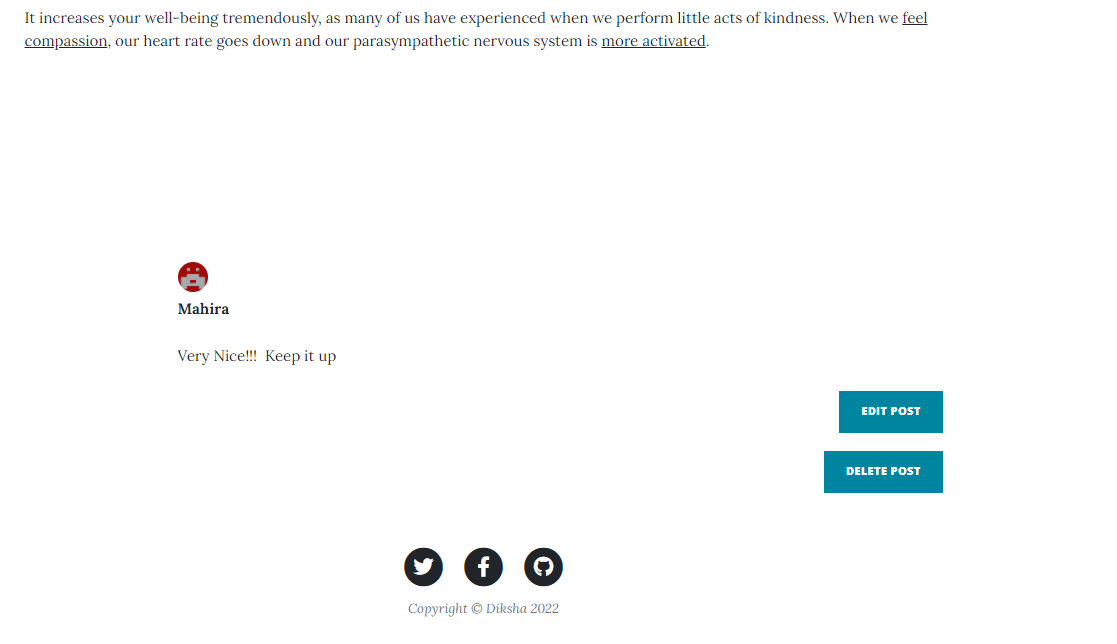 It increases your well-being tremendously, as many of us have experienced when we perform little acts of kindness. When we feel
compassion, our heart rate goes down and our parasympathetic nervous system is more activated.
Mahira
Very Nice!!!  Keep it up
EDIT POST
DELETE POST
Copyright © Diksha 2022